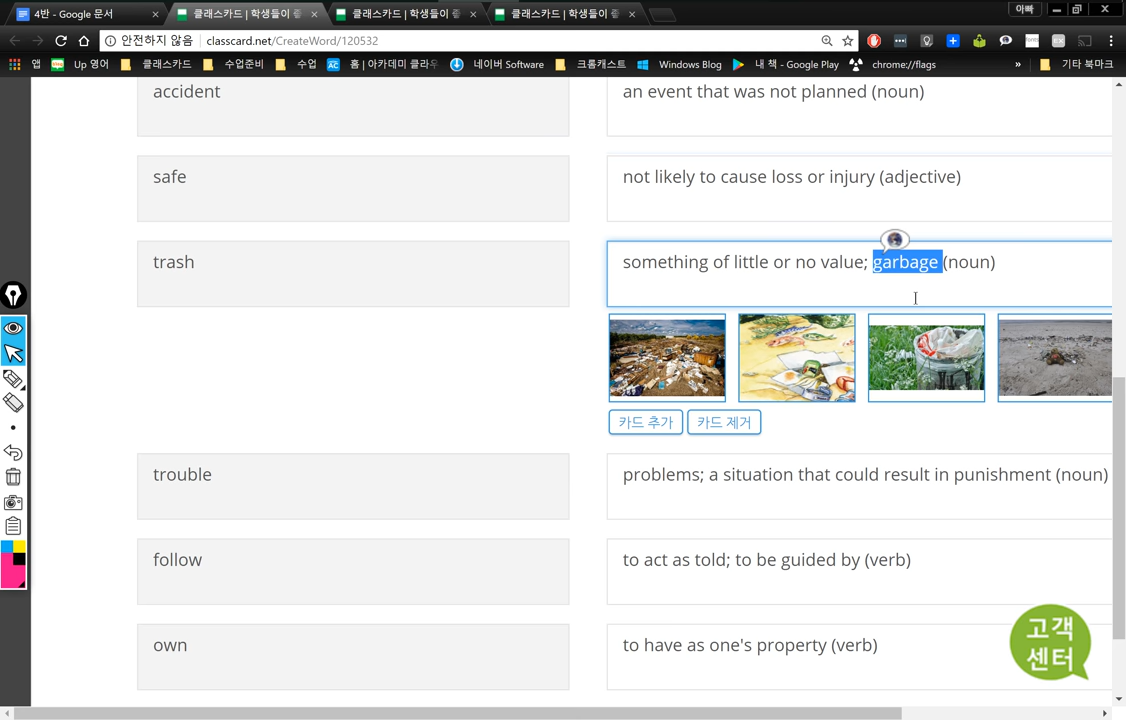 4반 - Google 문서
클래스카드 | 학생들이 좋
클래스카드 | 학생들이 좋
클래스카드 | 학생들이 좋
아빠
안전하지 않음
classcard.net/CreateWord/120532
앱
Up 영어
클래스카드
수업준비
수업
홈 | 아카데미 클라우
네이버 Software
크롬캐스트
Windows Blog
내 책 - Google Play
chrome://flags
»
기타 북마크
accident
an event that was not planned (noun)
safe
not likely to cause loss or injury (adjective)
trash
something of little or no value; garbage (noun)
카드 추가
카드 제거
trouble
problems; a situation that could result in punishment (noun)
follow
to act as told; to be guided by (verb)
own
to have as one's property (verb)
고객
센터